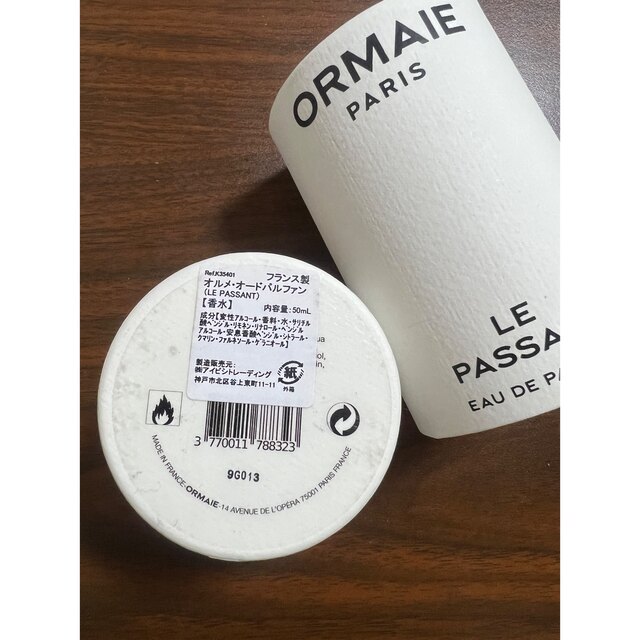 ORMAIE
PARIS
LE
PASSA
EAU DE PA
Ref.K35401 フランス製
オルメ・オードパルファン
(LE PASSANT)
【香水】 内容量:50mL
成分【変性アルコール・香料・水・サリチル
酸ベンジル・リモネン・リナロール・ベンジル
アルコール・安息香酸ベンジル・シトラール・
クマリン・ファルネソール・ゲラニオール】
製造販売元:
㈱アイビシトレーディング
神戸市北区谷上東町11-11
紙
外箱
ua
ol,
in,
3 770011 788323
9G013
MADE IN FRANCE-ORMAIE-14 AVENUE DE L'OPÉRA 75001 PARIS FRANCE